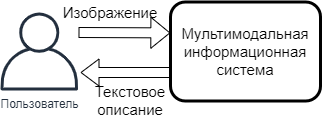 Изображение
Мультимодальная
информационная
система
Текстовое
описание
Пользователь